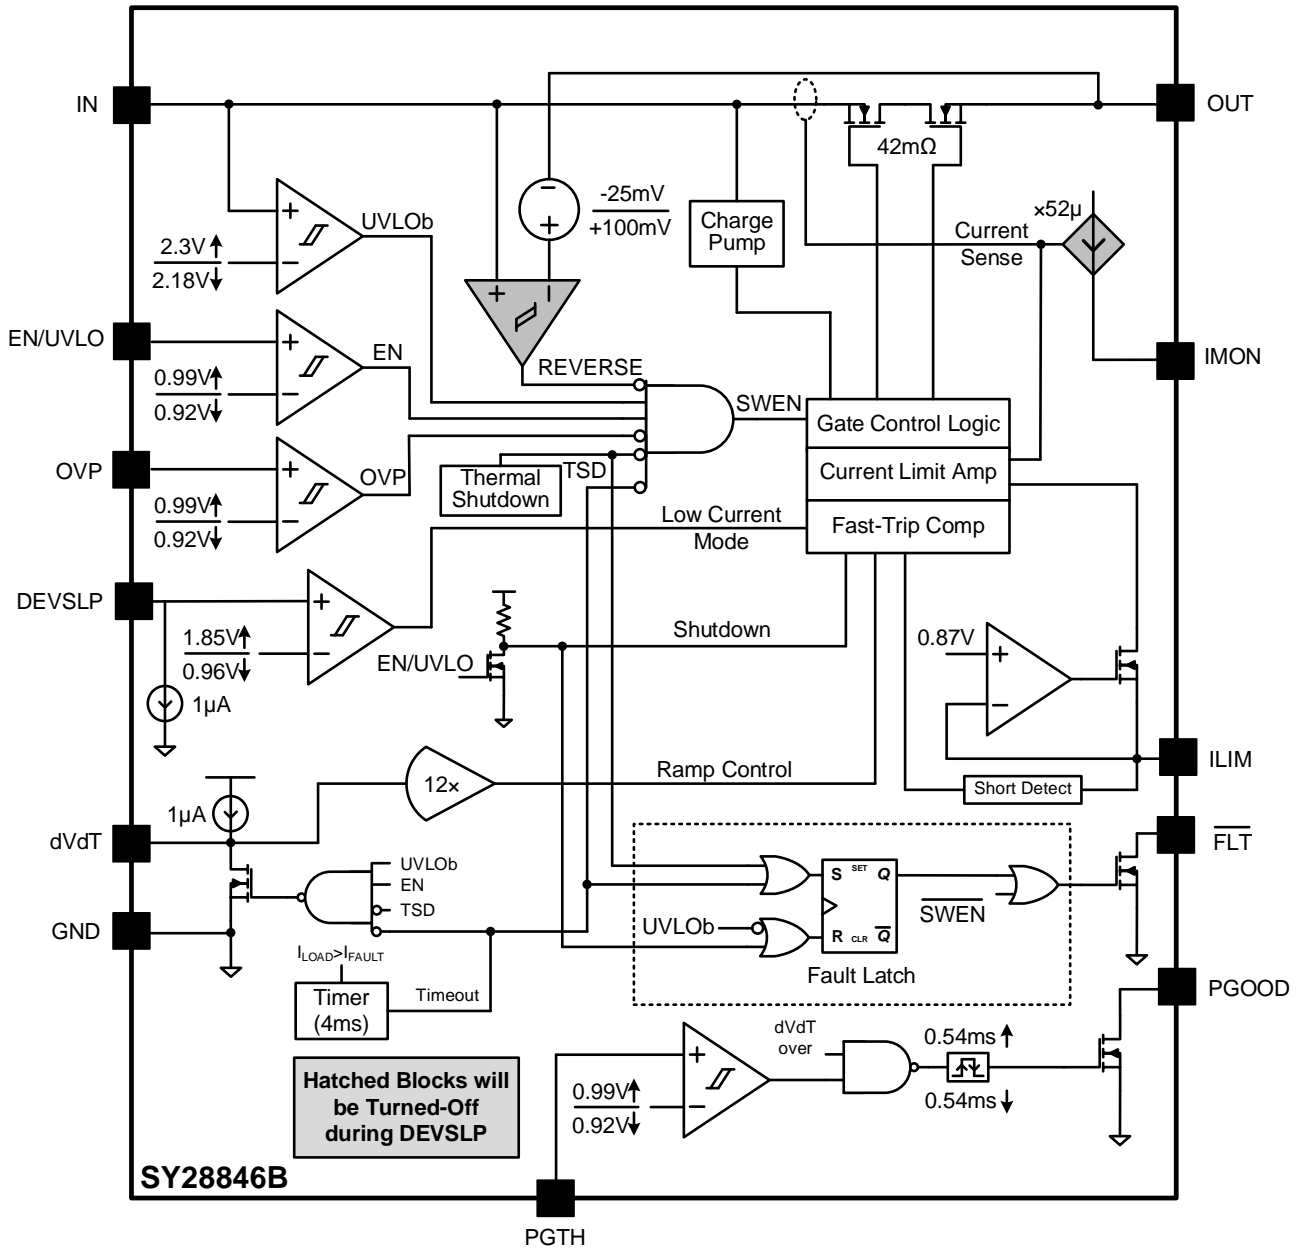 IN
OUT
42mΩ
-25mV
+100mV
Charge
Pump
×52µ
Current
Sense
UVLOb
+
−
2.3V
2.18V
−
+
+
−
EN/UVLO
EN
+
−
0.99V
0.92V
REVERSE
SWEN
IMON
Gate Control Logic
Current Limit Amp
Fast-Trip Comp
OVP
OVP
+
−
0.99V
0.92V
Thermal
Shutdown
TSD
Low Current
Mode
DEVSLP
+
−
1.85V
0.96V
1µA
EN/UVLO
Shutdown
0.87V
+
−
ILIM
Short Detect
12×
Ramp Control
1µA
dVdT
FLT
UVLOb
EN
TSD
GND
S SET Q
R CLR Q
UVLOb
SWEN
Fault Latch
ILOAD>IFAULT
Timer
(4ms)
Timeout
PGOOD
dVdT
over
0.54ms
0.54ms
+
−
0.99V
0.92V
Hatched Blocks will
be Turned-Off
during DEVSLP
SY28846B
PGTH